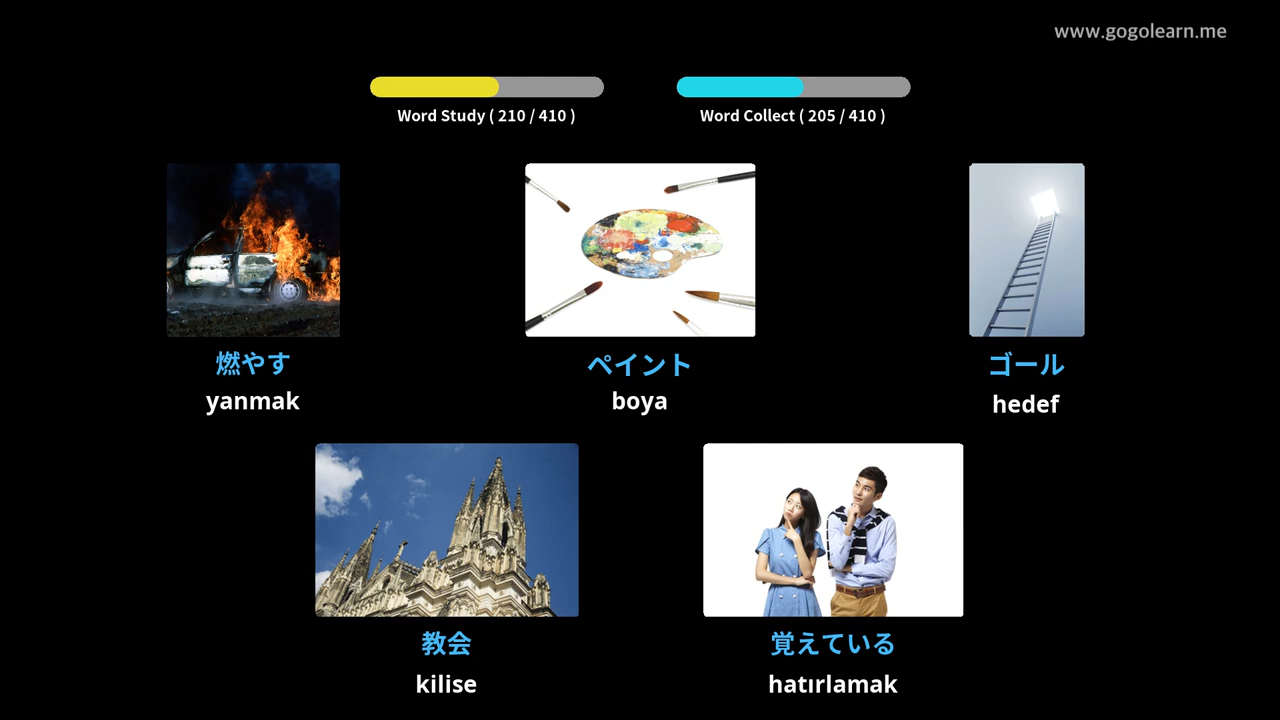 www.gogolearn.me
Word Study ( 210 / 410 )
Word Collect ( 205 / 410 )
燃やす
yanmak
ペイント
boya
ゴール
hedef
教会
kilise
覚えている
hatırlamak